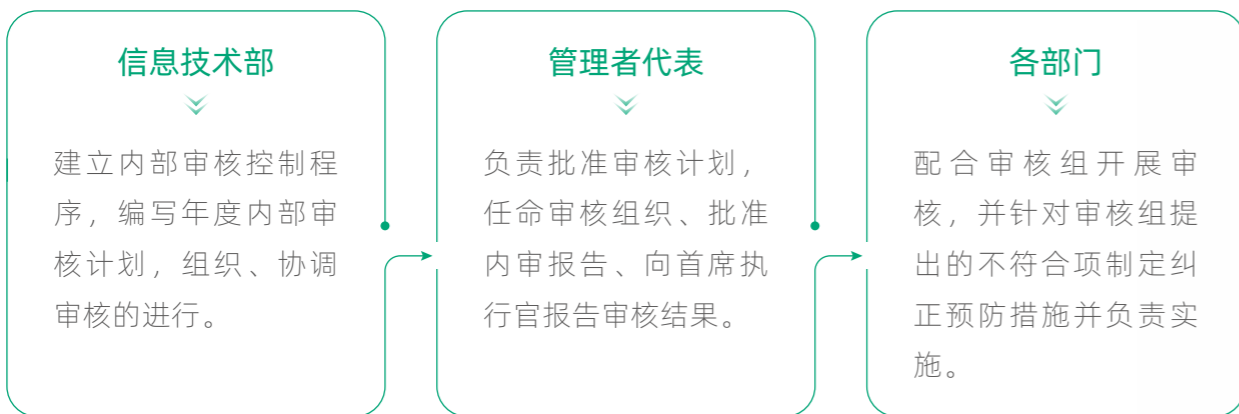 信息技术部
建立内部审核控制程
序，编写年度内部审
核计划，组织、协调
审核的进行。
管理者代表
负责批准审核计划，
任命审核组织、批准
内审报告、向首席执
行官报告审核结果。
各部门
配合审核组开展审
核，并针对审核组提
出的不符合项制定纠
正预防措施并负责实
施。